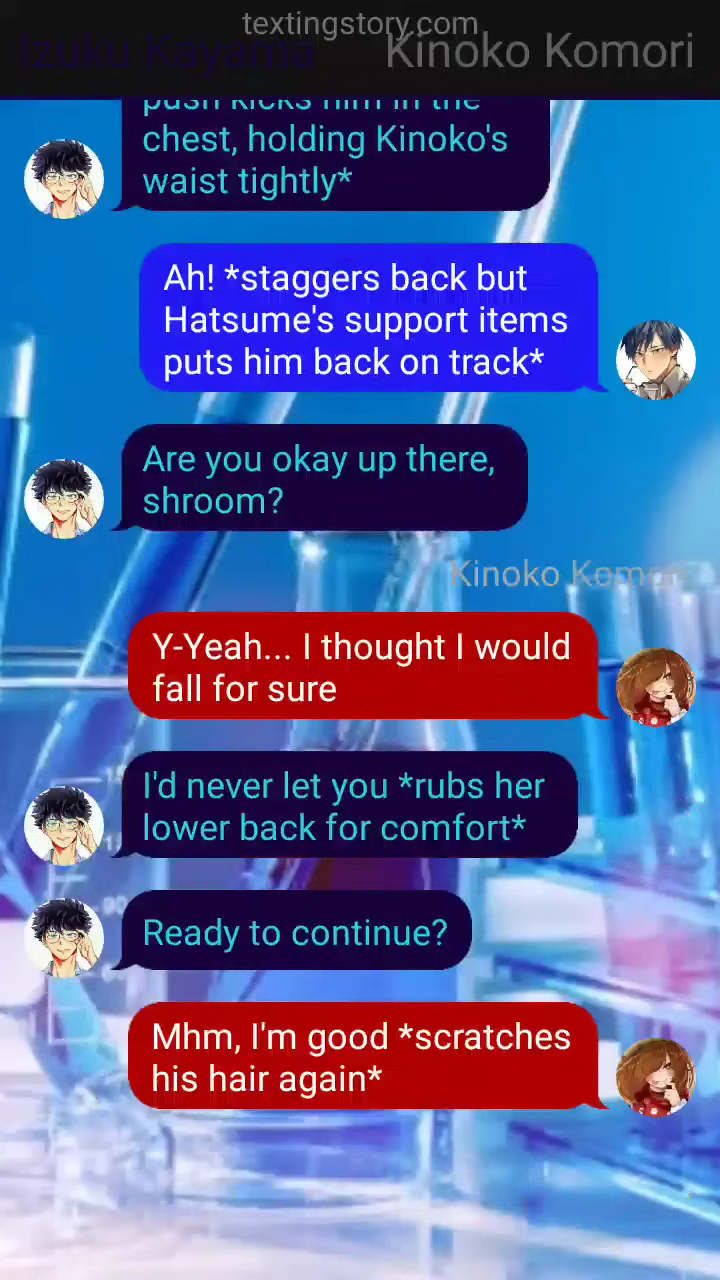 textingstory.com
Izuku Kayama
Kinoko Komori
push kicks him in the
chest, holding Kinoko's
waist tightly*
Ah! *staggers back but
Hatsume's support items
puts him back on track*
Are you okay up there,
shroom?
Kinoko Komori
Y-Yeah... I thought I would
fall for sure
I'd never let you *rubs her
lower back for comfort*
Ready to continue?
Mhm, I'm good *scratches
his hair again*